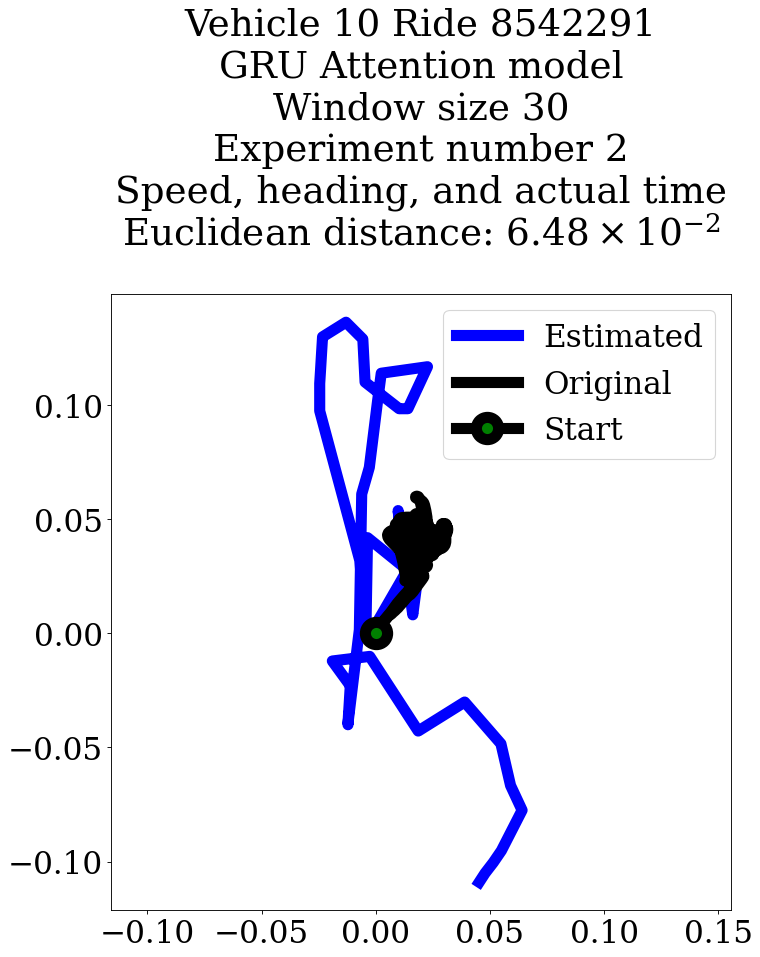 Vehicle 10 Ride 8542291
GRU Attention model
Window size 30
Experiment number 2
Speed, heading, and actual time
Euclidean distance: 6.48 × 10⁻²
Estimated
Original
Start
0.10
0.05
0.00
−0.05
−0.10
−0.10 −0.05 0.00 0.05 0.10 0.15